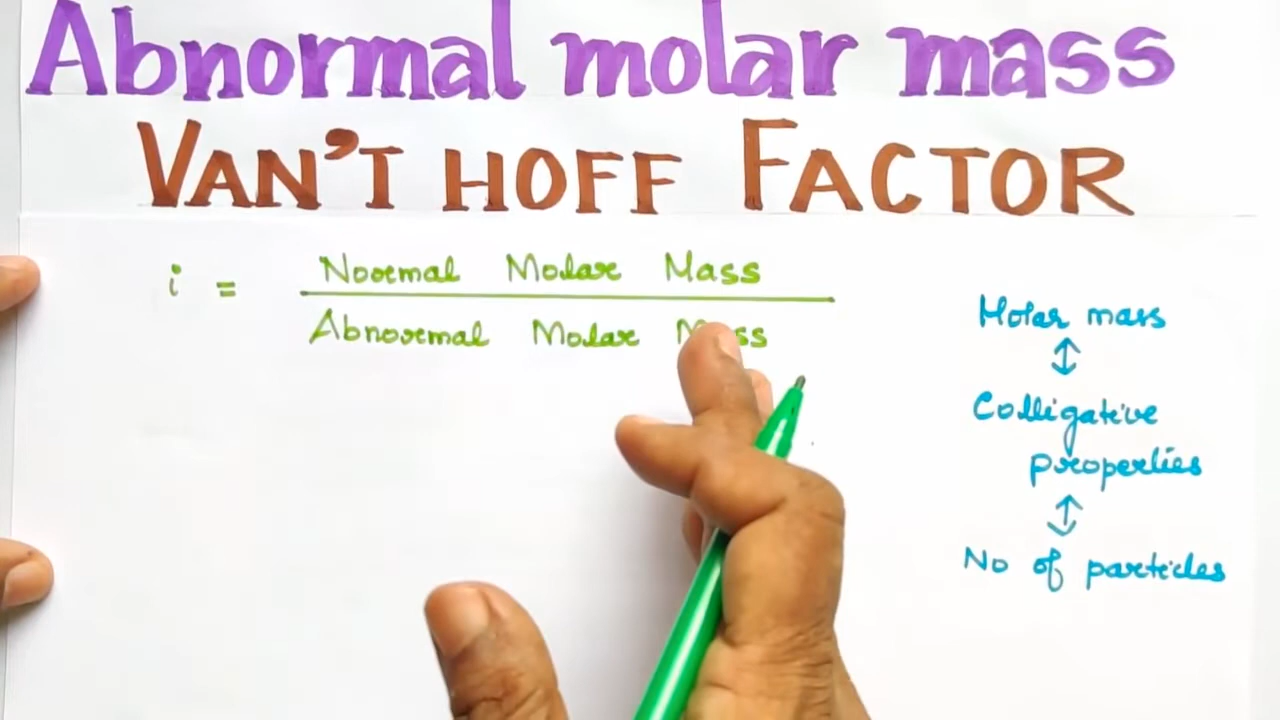 Abnormal molar mass
VAN'T HOFF FACTOR
i = Normal Molar Mass
Abnormal Molar Mass
Molar mass
↕
Colligative
properties
↕
No of particles